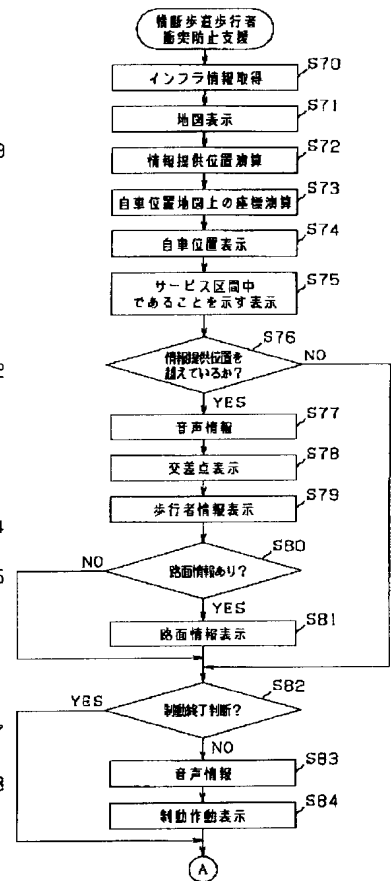 横断歩道歩行者
衝突防止支援
S70
インフラ情報取得
S71
地図表示
S72
情報提供位置演算
S73
自車位置地図上の座標演算
S74
自車位置表示
S75
サービス区間中
であることを示す表示
S76
情報提供位置を
越えているか?
NO
YES
S77
音声情報
S78
交差点表示
S79
歩行者情報表示
S80
路面情報あり?
NO
YES
S81
路面情報表示
S82
制動終了判断?
YES
NO
S83
音声情報
S84
制動作動表示
A